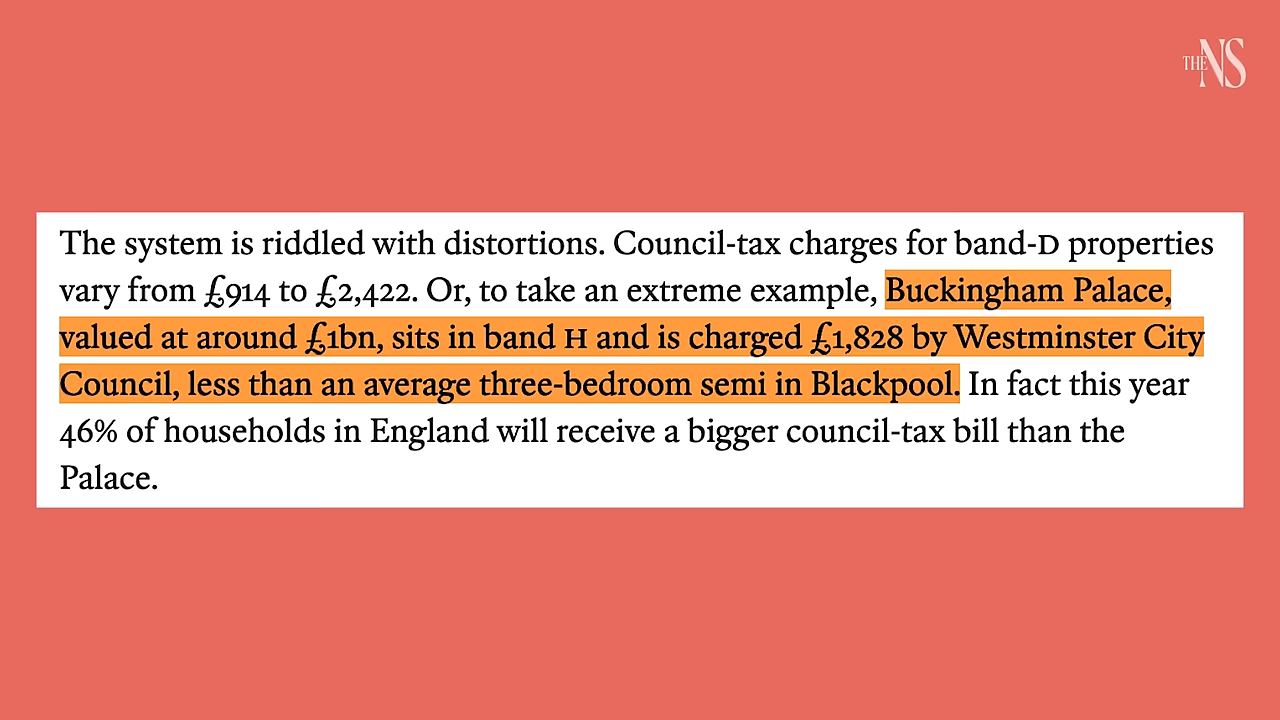 THE NS
The system is riddled with distortions. Council-tax charges for band-D properties
vary from £914 to £2,422. Or, to take an extreme example, Buckingham Palace,
valued at around £1bn, sits in band H and is charged £1,828 by Westminster City
Council, less than an average three-bedroom semi in Blackpool. In fact this year
46% of households in England will receive a bigger council-tax bill than the
Palace.